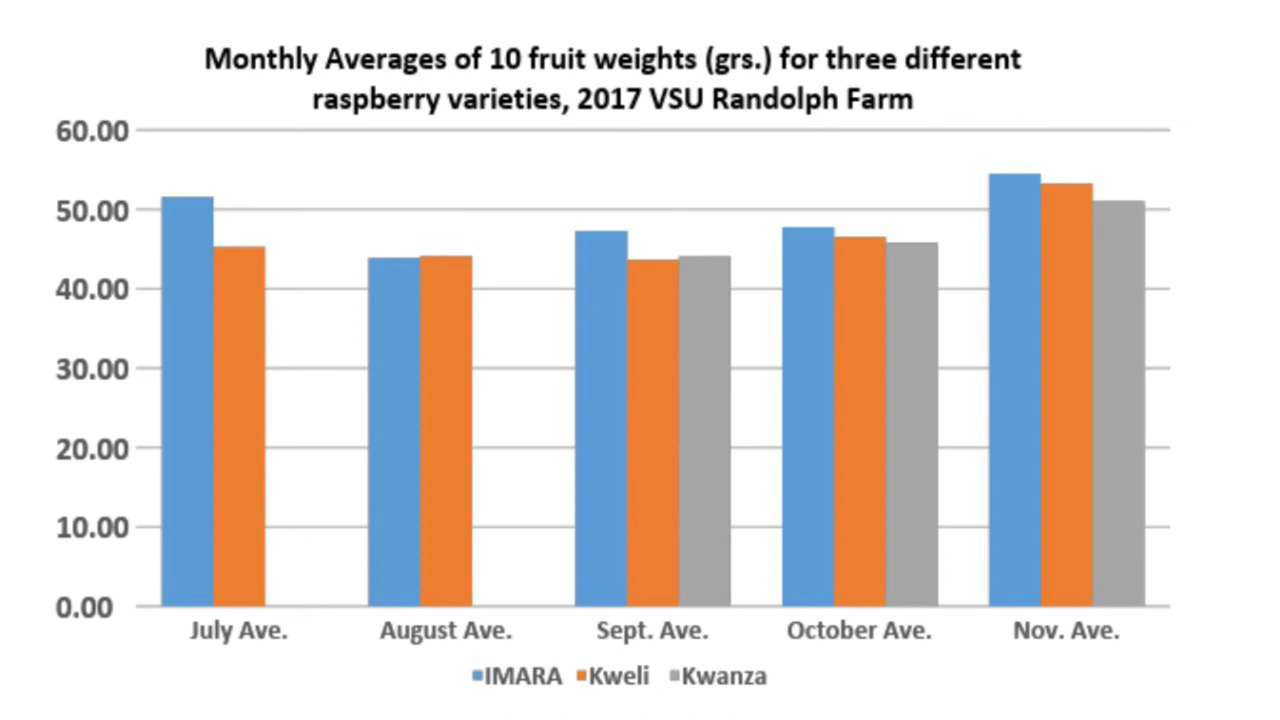 Monthly Averages of 10 fruit weights (grs.) for three different
raspberry varieties, 2017 VSU Randolph Farm
60.00
50.00
40.00
30.00
20.00
10.00
0.00
July Ave. August Ave. Sept. Ave. October Ave. Nov. Ave.
IMARA Kweli Kwanza